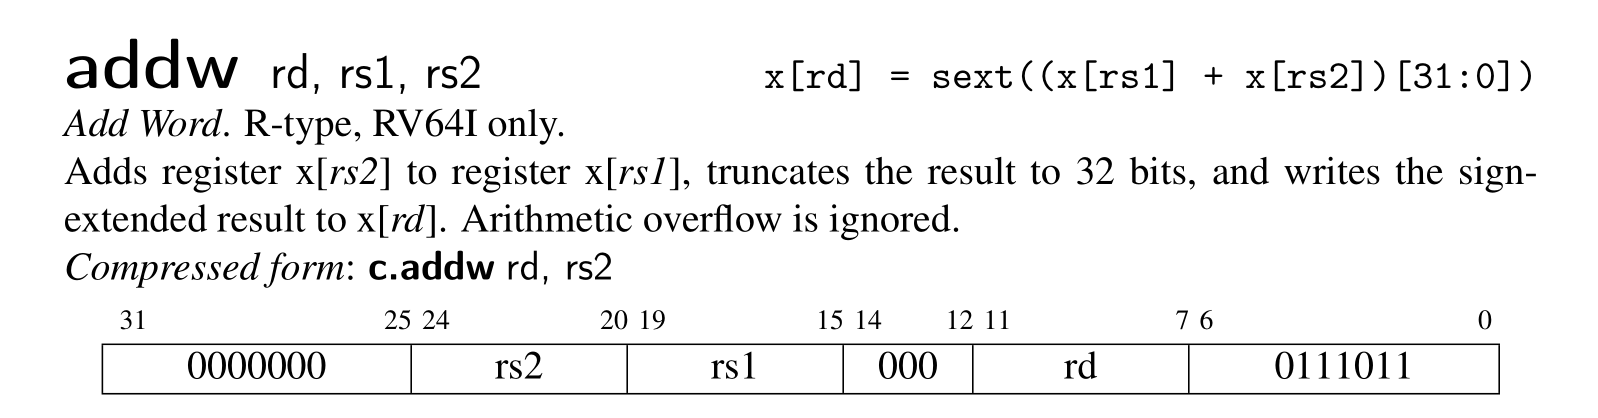 addw rd, rs1, rs2 x[rd] = sext((x[rs1] + x[rs2])[31:0])
Add Word. R-type, RV64I only.
Adds register x[rs2] to register x[rs1], truncates the result to 32 bits, and writes the sign-
extended result to x[rd]. Arithmetic overflow is ignored.
Compressed form: c.addw rd, rs2
31 25 24 20 19 15 14 12 11 7 6 0
0000000 rs2 rs1 000 rd 0111011